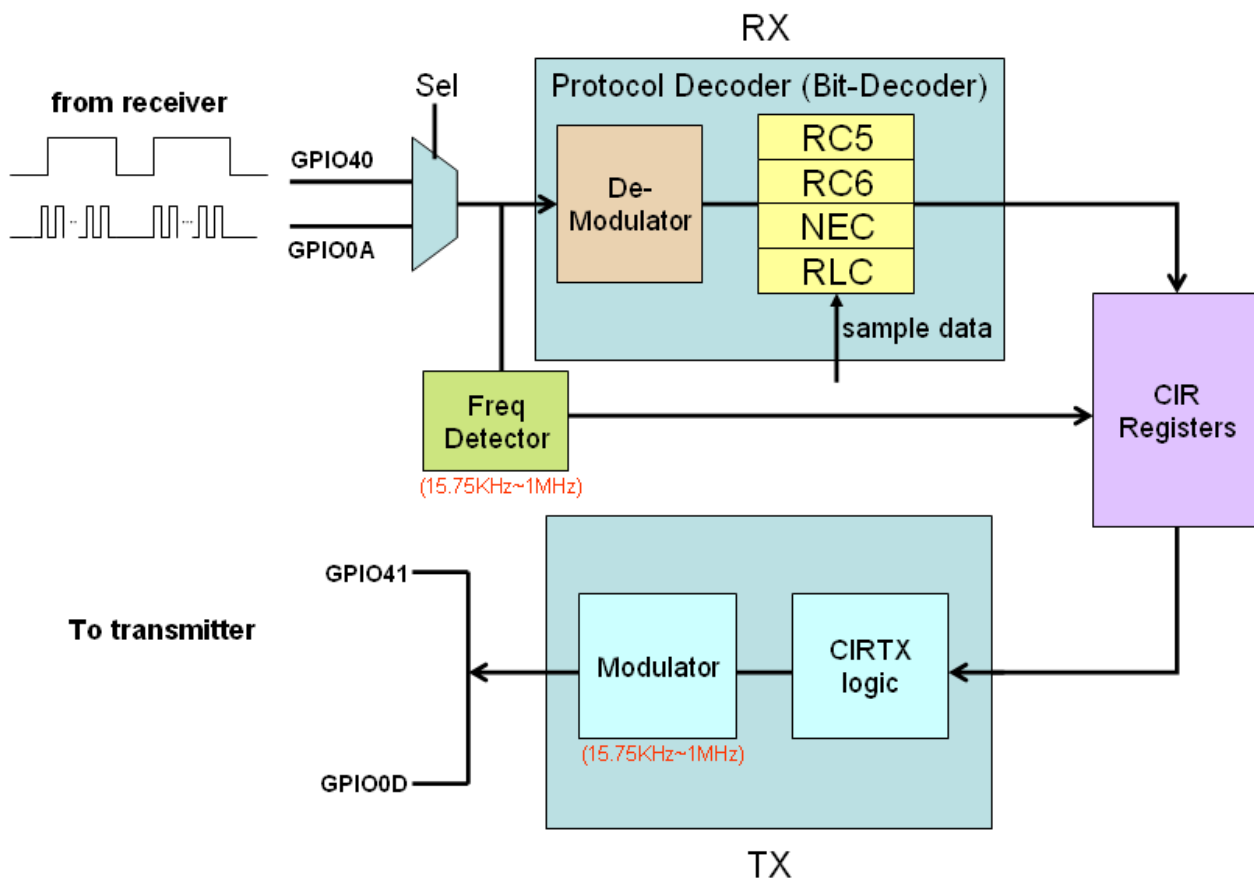 RX
Sel
Protocol Decoder (Bit-Decoder)
from receiver
GPIO40
GPIO0A
De-
Modulator
RC5
RC6
NEC
RLC
sample data
Freq
Detector
(15.75KHz~1MHz)
CIR
Registers
GPIO41
To transmitter
GPIO0D
Modulator
(15.75KHz~1MHz)
CIRTX
logic
TX